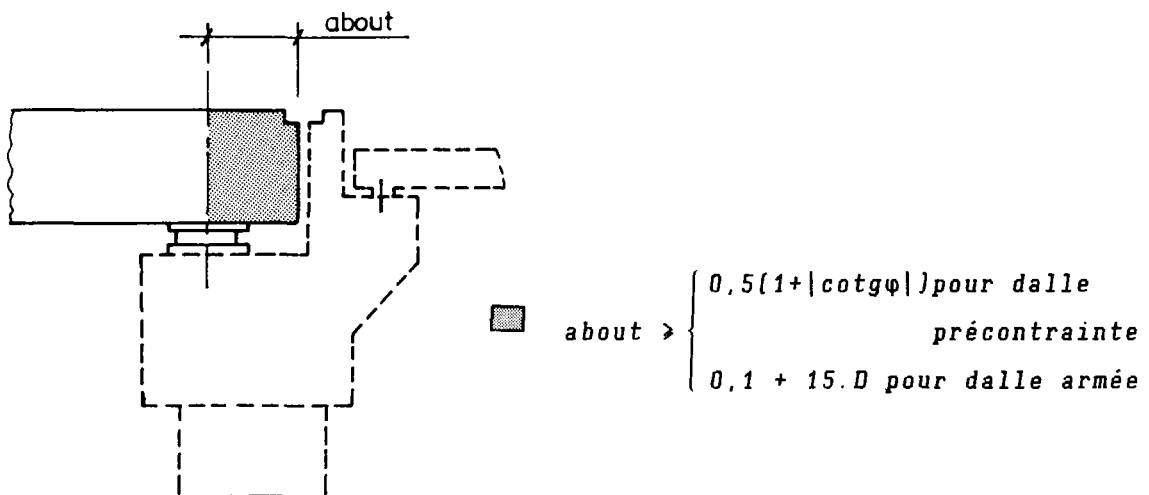 about
0,5(1+|cotgφ|)pour dalle
about ⩾
précontrainte
0,1 + 15.D pour dalle armée